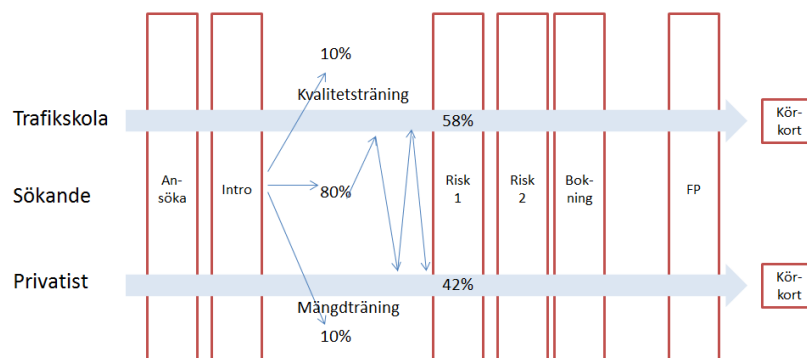 10%
Kvalitetsträning
Trafikskola
58%
Kör-
kort
Sökande
An-
söka
Intro
80%
Risk
1
Risk
2
Bok-
ning
FP
Privatist
42%
Kör-
kort
Mängdträning
10%